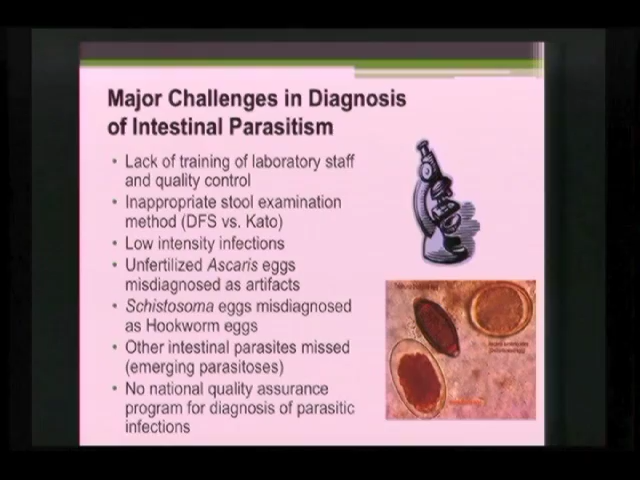 Major Challenges in Diagnosis
of Intestinal Parasitism
• Lack of training of laboratory staff
and quality control
• Inappropriate stool examination
method (DFS vs. Kato)
• Low intensity infections
• Unfertilized Ascaris eggs
misdiagnosed as artifacts
• Schistosoma eggs misdiagnosed
as Hookworm eggs
• Other intestinal parasites missed
(emerging parasitoses)
• No national quality assurance
program for diagnosis of parasitic
infections